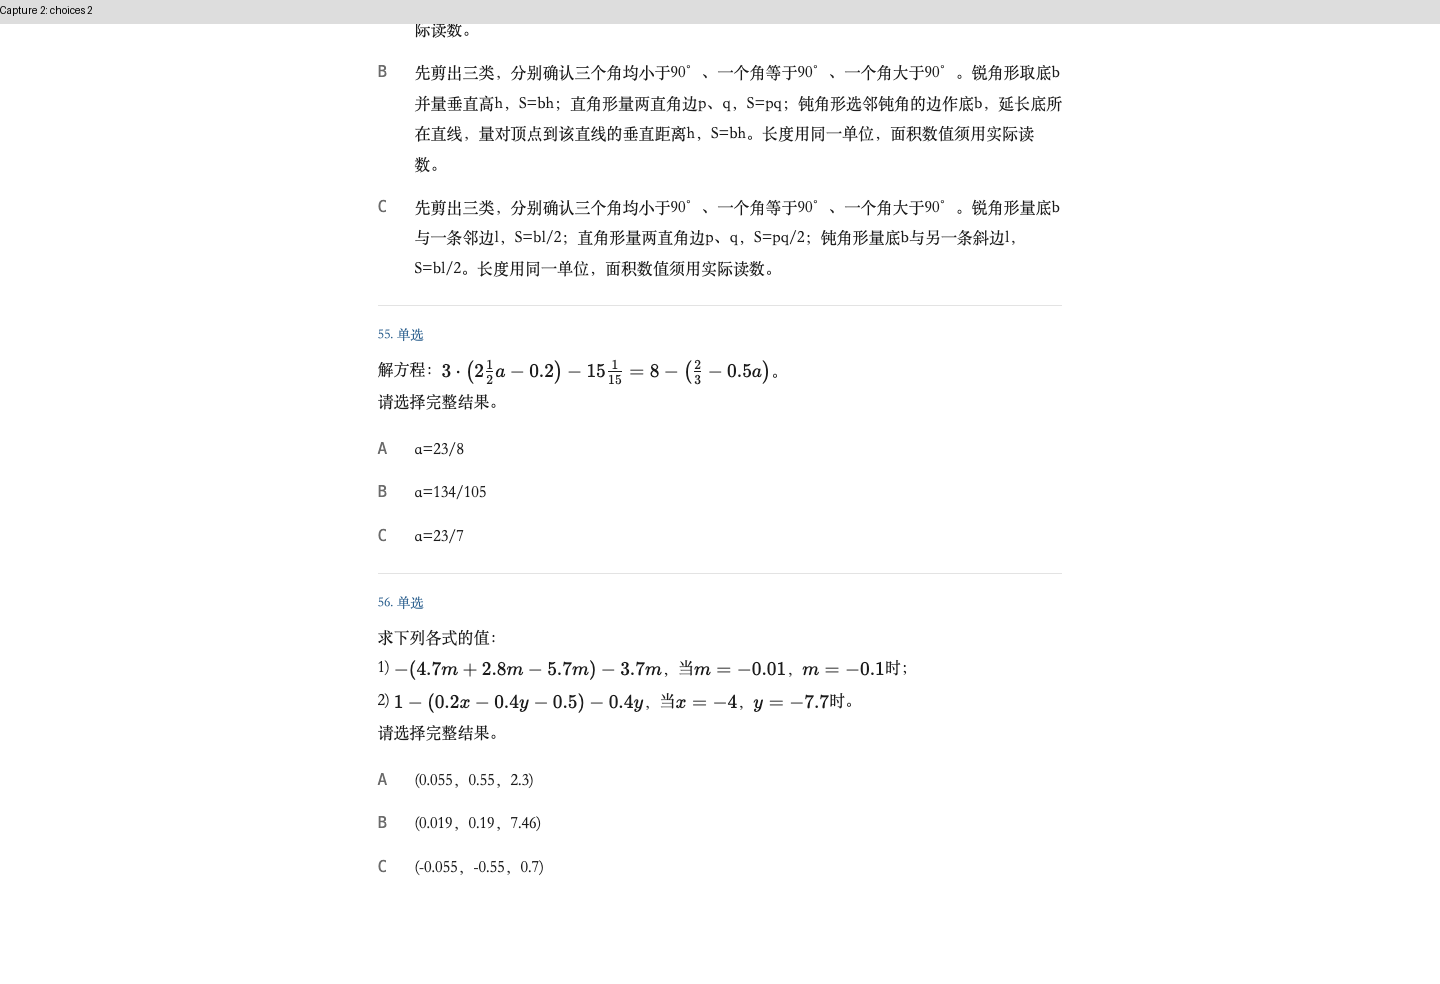 Capture 2: choices 2
际读数。
B 先剪出三类，分别确认三个角均小于90°、一个角等于90°、一个角大于90°。锐角形取底b
并量垂直高h，S=bh；直角形量两直角边p、q，S=pq；钝角形选邻钝角的边作底b，延长底所
在直线，量对顶点到该直线的垂直距离h，S=bh。长度用同一单位，面积数值须用实际读
数。
C 先剪出三类，分别确认三个角均小于90°、一个角等于90°、一个角大于90°。锐角形量底b
与一条邻边l，S=bl/2；直角形量两直角边p、q，S=pq/2；钝角形量底b与另一条斜边l，
S=bl/2。长度用同一单位，面积数值须用实际读数。
55. 单选
解方程：3 · (2 1/2 a − 0.2) − 15 1/15 = 8 − (2/3 − 0.5a)。
请选择完整结果。
A a=23/8
B a=134/105
C a=23/7
56. 单选
求下列各式的值：
1) −(4.7m + 2.8m − 5.7m) − 3.7m，当m = −0.01，m = −0.1时；
2) 1 − (0.2x − 0.4y − 0.5) − 0.4y，当x = −4，y = −7.7时。
请选择完整结果。
A (0.055，0.55，2.3)
B (0.019，0.19，7.46)
C (-0.055，-0.55，0.7)